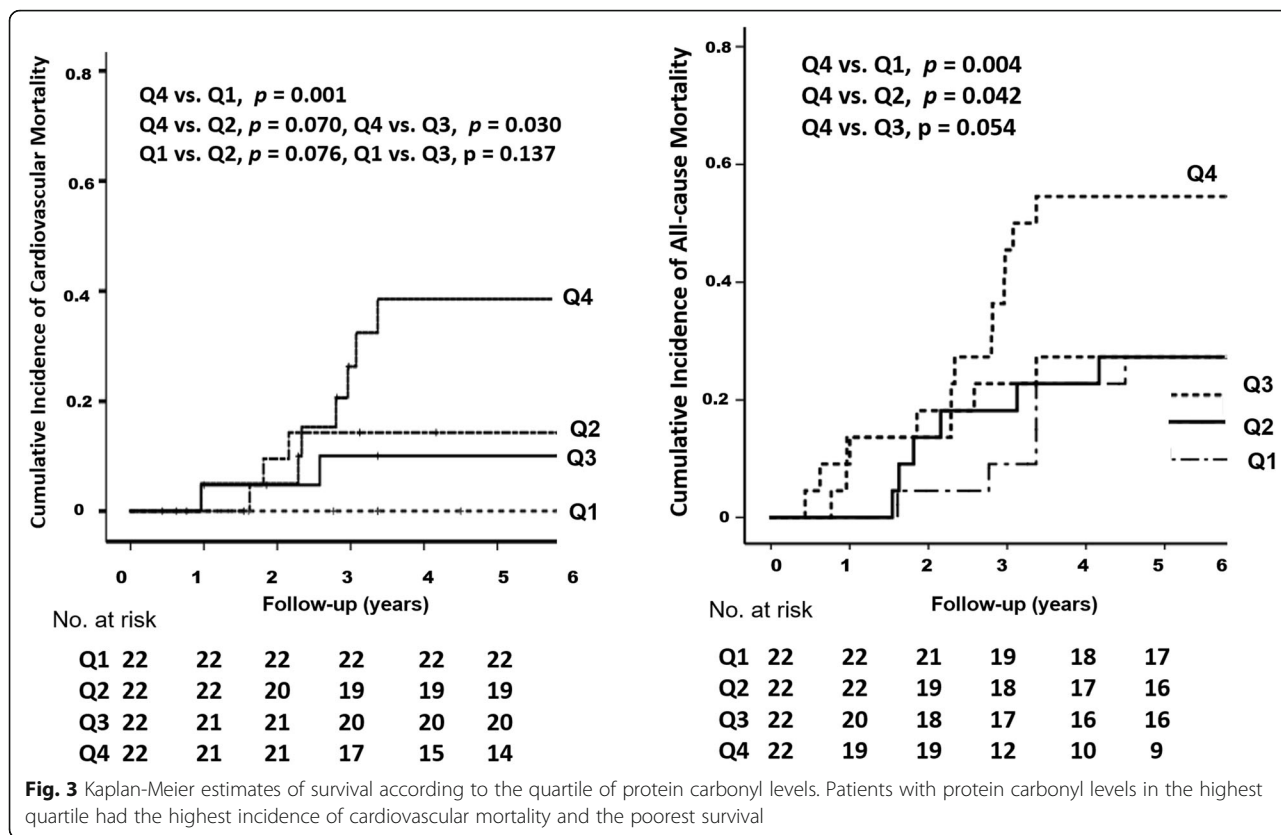 Cumulative Incidence of Cardiovascular Mortality
0.8
0.6
0.4
0.2
0
Q4 vs. Q1, p = 0.001
Q4 vs. Q2, p = 0.070, Q4 vs. Q3, p = 0.030
Q1 vs. Q2, p = 0.076, Q1 vs. Q3, p = 0.137
Q4
Q2
Q3
Q1
0 1 2 3 4 5 6
Follow-up (years)
No. at risk
Q1 22 22 22 22 22 22
Q2 22 22 20 19 19 19
Q3 22 21 21 20 20 20
Q4 22 21 21 17 15 14
Cumulative Incidence of All-cause Mortality
0.8
0.6
0.4
0.2
0
Q4 vs. Q1, p = 0.004
Q4 vs. Q2, p = 0.042
Q4 vs. Q3, p = 0.054
Q4
Q3
Q2
Q1
0 1 2 3 4 5 6
Follow-up (years)
No. at risk
Q1 22 22 21 19 18 17
Q2 22 22 19 18 17 16
Q3 22 20 18 17 16 16
Q4 22 19 19 12 10 9
Fig. 3 Kaplan-Meier estimates of survival according to the quartile of protein carbonyl levels. Patients with protein carbonyl levels in the highest
quartile had the highest incidence of cardiovascular mortality and the poorest survival